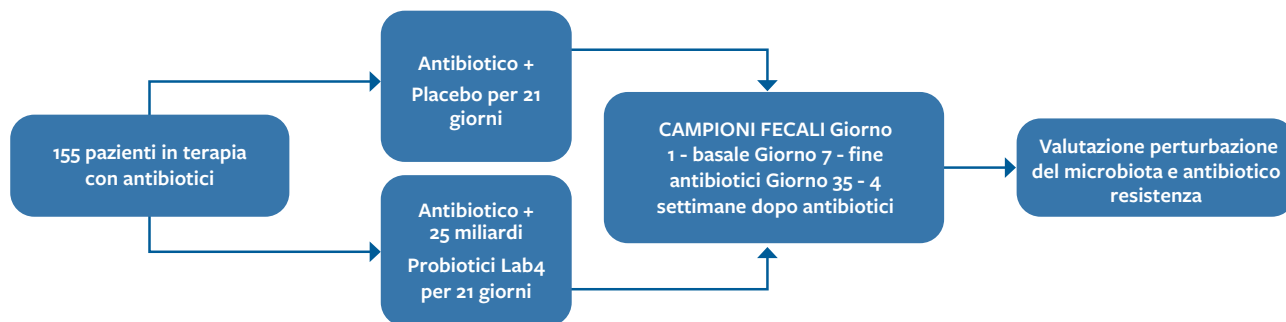 155 pazienti in terapia
con antibiotici
Antibiotico +
Placebo per 21
giorni
Antibiotico +
25 miliardi
Probiotici Lab4
per 21 giorni
CAMPIONI FECALI Giorno
1 - basale Giorno 7 - fine
antibiotici Giorno 35 - 4
settimane dopo antibiotici
Valutazione perturbazione
del microbiota e antibiotico
resistenza